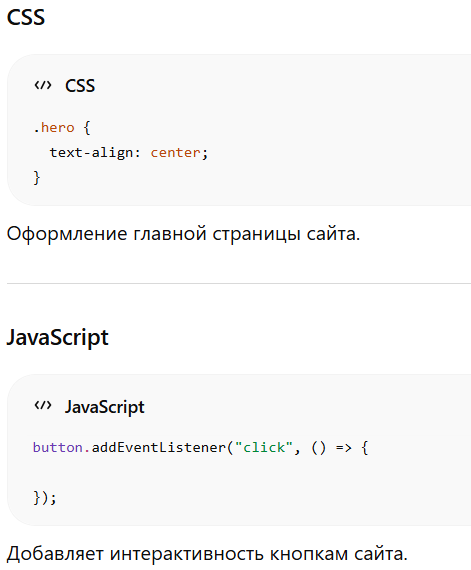 CSS
</> CSS
.hero {
  text-align: center;
}
Оформление главной страницы сайта.
JavaScript
</> JavaScript
button.addEventListener("click", () => {
});
Добавляет интерактивность кнопкам сайта.